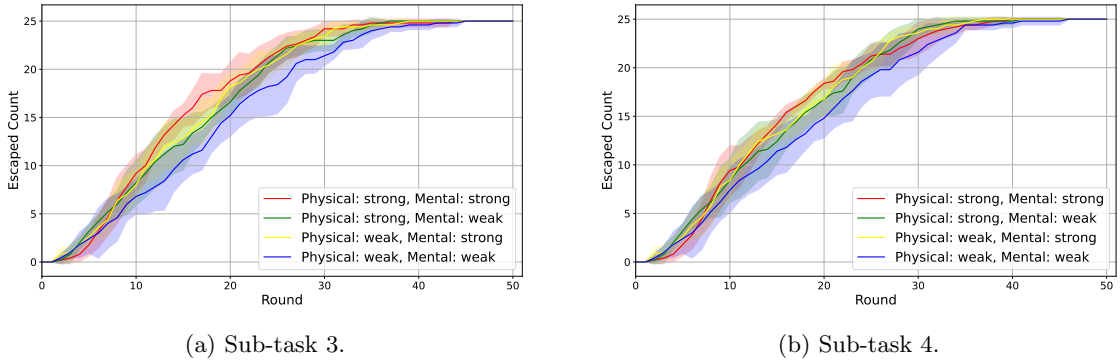 25
20
15
10
5
0
Escaped Count
Physical: strong, Mental: strong
Physical: strong, Mental: weak
Physical: weak, Mental: strong
Physical: weak, Mental: weak
0 10 20 30 40 50
Round
(a) Sub-task 3.
25
20
15
10
5
0
Escaped Count
Physical: strong, Mental: strong
Physical: strong, Mental: weak
Physical: weak, Mental: strong
Physical: weak, Mental: weak
0 10 20 30 40 50
Round
(b) Sub-task 4.